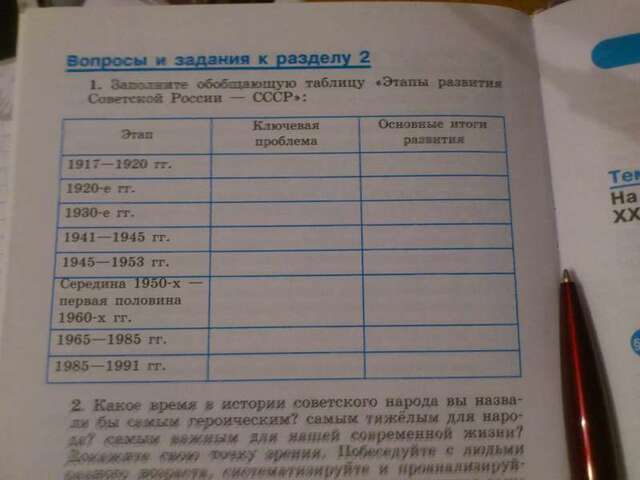 Вопросы и задания к разделу 2
1. Заполните обобщающую таблицу «Этапы развития
Советской России — СССР»:
Этап
Ключевая
проблема
Основные итоги
развития
1917—1920 гг.
1920-е гг.
1930-е гг.
1941—1945 гг.
1945—1953 гг.
Середина 1950-х —
первая половина
1960-х гг.
1965—1985 гг.
1985—1991 гг.
2. Какое время в истории советского народа вы назва-
ли бы самым героическим? самым тяжёлым для наро-
да? самым важным для нашей современной жизни?
Докажите свою точку зрения. Побеседуйте с людьми
разного возраста, систематизируйте и проанализируй-
Тем
На
XX